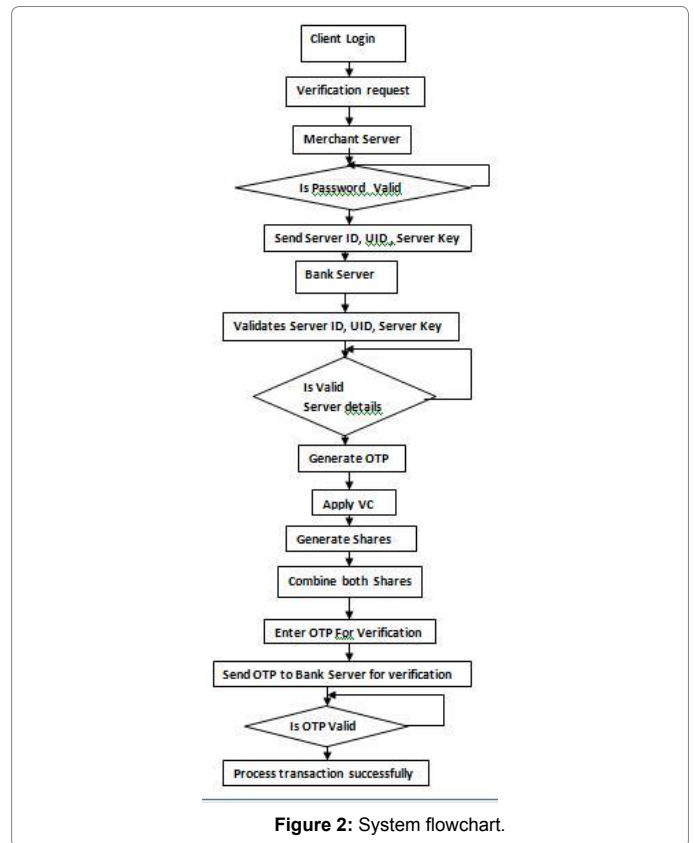 Client Login
Verification request
Merchant Server
Is Password Valid
Send Server ID, UID, Server Key
Bank Server
Validates Server ID, UID, Server Key
Is Valid
Server details
Generate OTP
Apply VC
Generate Shares
Combine both Shares
Enter OTP For Verification
Send OTP to Bank Server for verification
Is OTP Valid
Process transaction successfully
Figure 2: System flowchart.